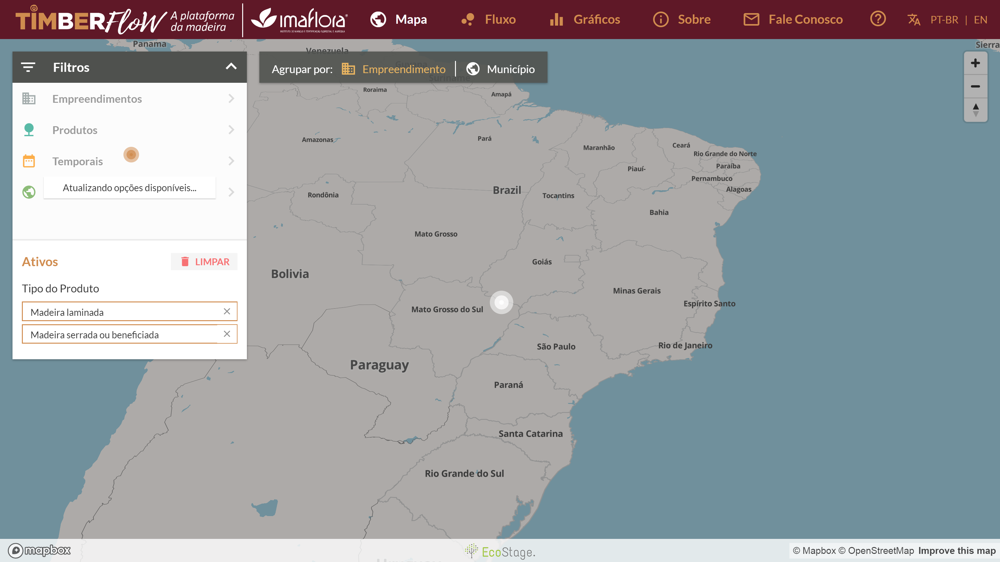 TIMBERFLOW
A plataforma
da madeira
imaflora®
INSTITUTO DE MANEJO E CERTIFICAÇÃO FLORESTAL E AGRÍCOLA
Mapa
Fluxo
Gráficos
Sobre
Fale Conosco
PT-BR | EN
Filtros
Empreendimentos
Produtos
Temporais
Atualizando opções disponíveis...
Ativos
LIMPAR
Tipo do Produto
Madeira laminada
Madeira serrada ou beneficiada
Agrupar por: Empreendimento | Município
Panama
Venezuela
Guyana
Suriname
Sierra
Roraima
Amapá
Amazonas
Pará
Maranhão
Ceará
Rio Grande do Norte
Paraíba
Piauí-
Pernambuco
Alagoas
Brazil
Rondônia
Tocantins
Bahia
Mato Grosso
Goiás
Bolivia
Minas Gerais
Espírito Santo
Mato Grosso do Sul
São Paulo
Rio de Janeiro
Paraguay
Paraná
Santa Catarina
Rio Grande do Sul
mapbox
EcoStage.
© Mapbox © OpenStreetMap Improve this map